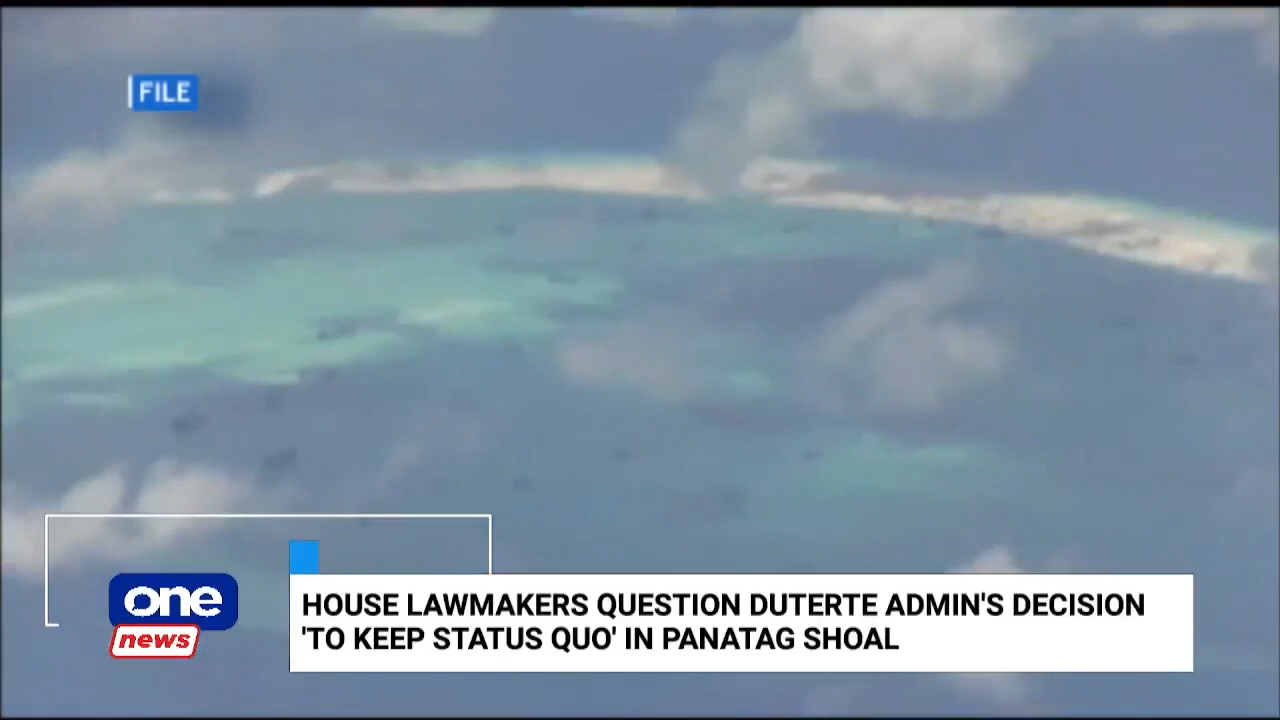 FILE
one
news
HOUSE LAWMAKERS QUESTION DUTERTE ADMIN'S DECISION
'TO KEEP STATUS QUO' IN PANATAG SHOAL